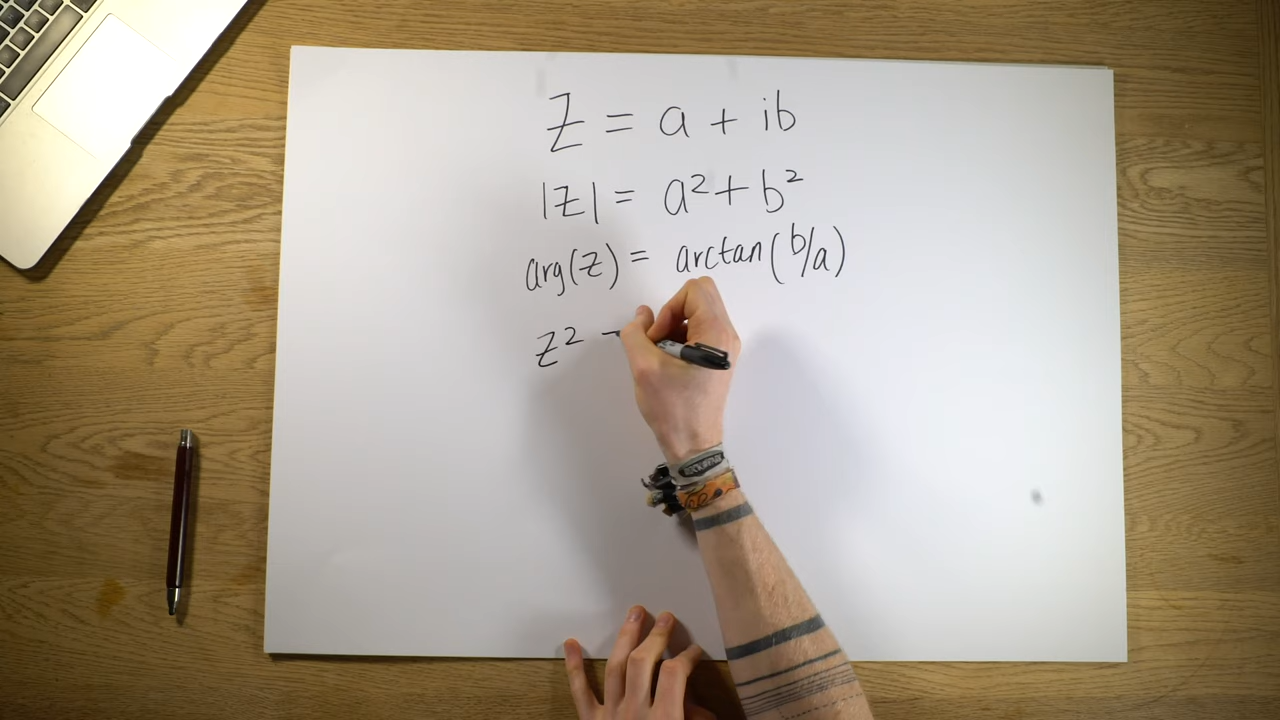 Z = a + ib
|Z| = a² + b²
arg(Z) = arctan(b/a)
Z²